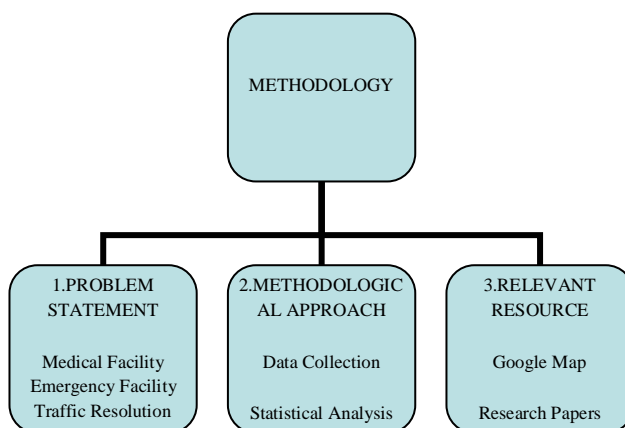 METHODOLOGY
1.PROBLEM
STATEMENT
Medical Facility
Emergency Facility
Traffic Resolution
2.METHODOLOGIC
AL APPROACH
Data Collection
Statistical Analysis
3.RELEVANT
RESOURCE
Google Map
Research Papers